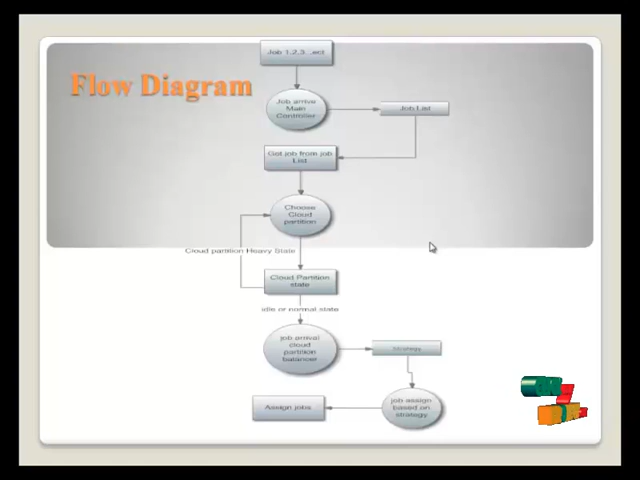 Flow Diagram
Job 1,2,3 ..ect
Job arrive
Main
Controller
Job List
Get job from job
List
Choose
Cloud
partition
Cloud partition Heavy State
Cloud Partition
state
idle or normal state
job arrival
cloud
partition
balancer
strategy
job assign
based on
strategy
Assign jobs